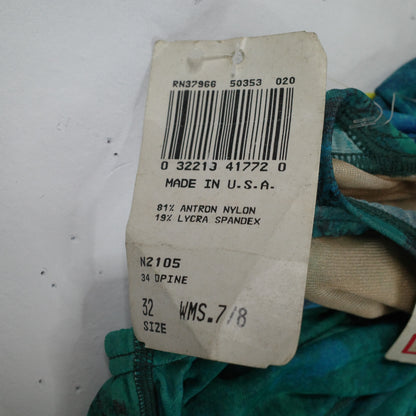 RN37966 50353 020
0 32213 41772 0
MADE IN U.S.A.
81% ANTRON NYLON
19% LYCRA SPANDEX
N2105
34 OPINE
32 WMS.7/8
SIZE